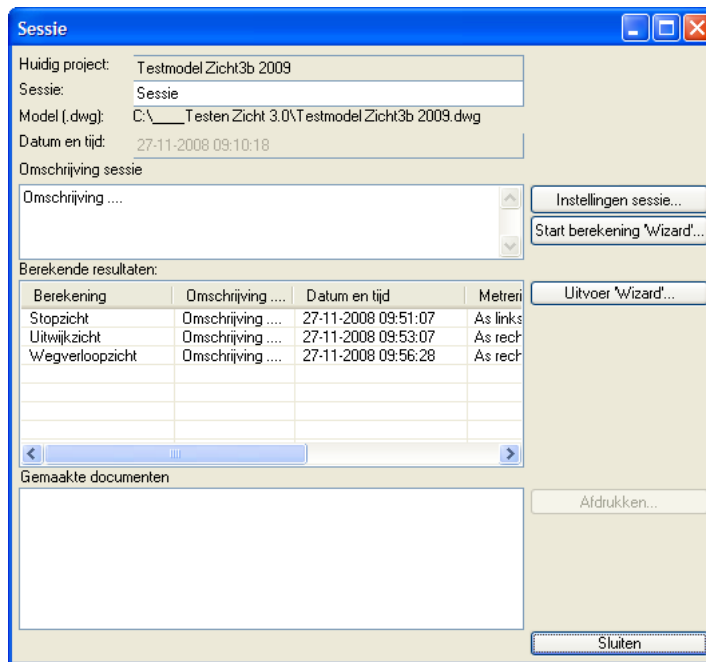 Sessie
Huidig project: Testmodel Zicht3b 2009
Sessie: Sessie
Model (.dwg): C:\____Testen Zicht 3.0\Testmodel Zicht3b 2009.dwg
Datum en tijd: 27-11-2008 09:10:18
Omschrijving sessie
Omschrijving ....
Instellingen sessie...
Start berekening 'Wizard'...
Berekende resultaten:
Berekening Omschrijving .... Datum en tijd Metreri
Uitvoer 'Wizard'...
Stopzicht Omschrijving .... 27-11-2008 09:51:07 As links
Uitwijkzicht Omschrijving .... 27-11-2008 09:53:07 As rech
Wegverloopzicht Omschrijving .... 27-11-2008 09:56:28 As rech
Gemaakte documenten
Afdrukken...
Sluiten